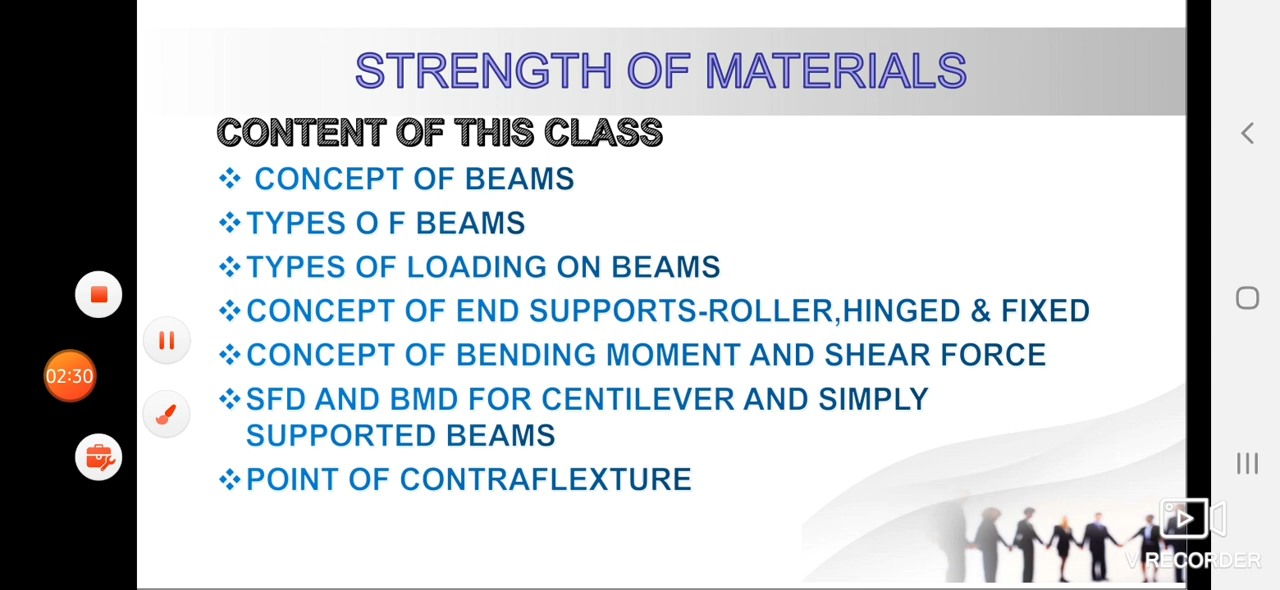 STRENGTH OF MATERIALS
CONTENT OF THIS CLASS
CONCEPT OF BEAMS
TYPES O F BEAMS
TYPES OF LOADING ON BEAMS
CONCEPT OF END SUPPORTS-ROLLER,HINGED & FIXED
CONCEPT OF BENDING MOMENT AND SHEAR FORCE
SFD AND BMD FOR CENTILEVER AND SIMPLY
SUPPORTED BEAMS
POINT OF CONTRAFLEXTURE
02:30
V RECORDER